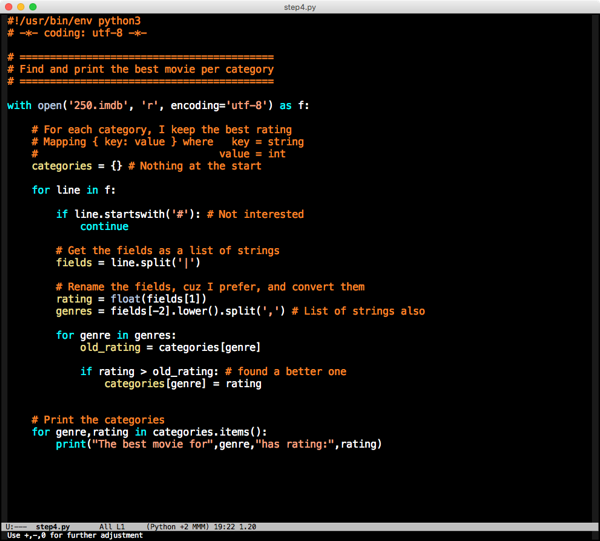 step4.py
#!/usr/bin/env python3
# -*- coding: utf-8 -*-
# ==========================================
# Find and print the best movie per category
# ==========================================
with open('250.imdb', 'r', encoding='utf-8') as f:
# For each category, I keep the best rating
# Mapping { key: value } where   key = string
#                              value = int
categories = {} # Nothing at the start
for line in f:
if line.startswith('#'): # Not interested
continue
# Get the fields as a list of strings
fields = line.split('|')
# Rename the fields, cuz I prefer, and convert them
rating = float(fields[1])
genres = fields[-2].lower().split(',') # List of strings also
for genre in genres:
old_rating = categories[genre]
if rating > old_rating: # found a better one
categories[genre] = rating
# Print the categories
for genre,rating in categories.items():
print("The best movie for",genre,"has rating:",rating)
U:---  step4.py       All L1     (Python +2 MMM) 19:22 1.20
Use +,-,0 for further adjustment